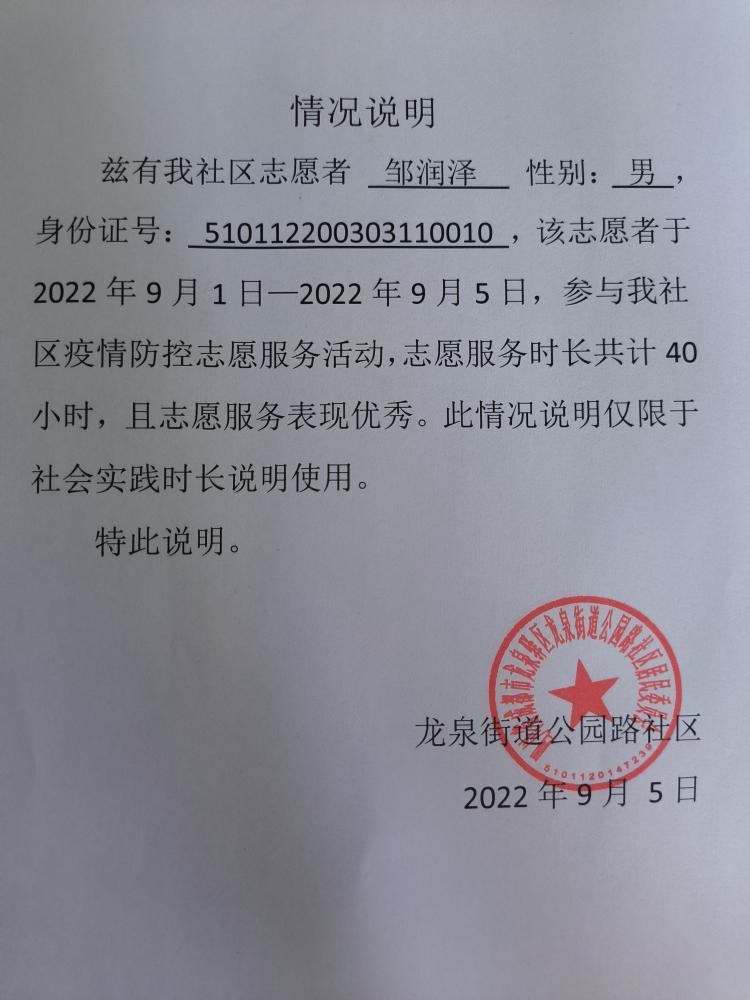 情况说明
兹有我社区志愿者 邹润泽 性别：男，
身份证号：510112200303110010，该志愿者于
2022年9月1日—2022年9月5日，参与我社
区疫情防控志愿服务活动，志愿服务时长共计40
小时，且志愿服务表现优秀。此情况说明仅限于
社会实践时长说明使用。
特此说明。
成都市龙泉驿区龙泉街道公园路社区居民委员会
龙泉街道公园路社区
5101120147239
2022年9月 5日